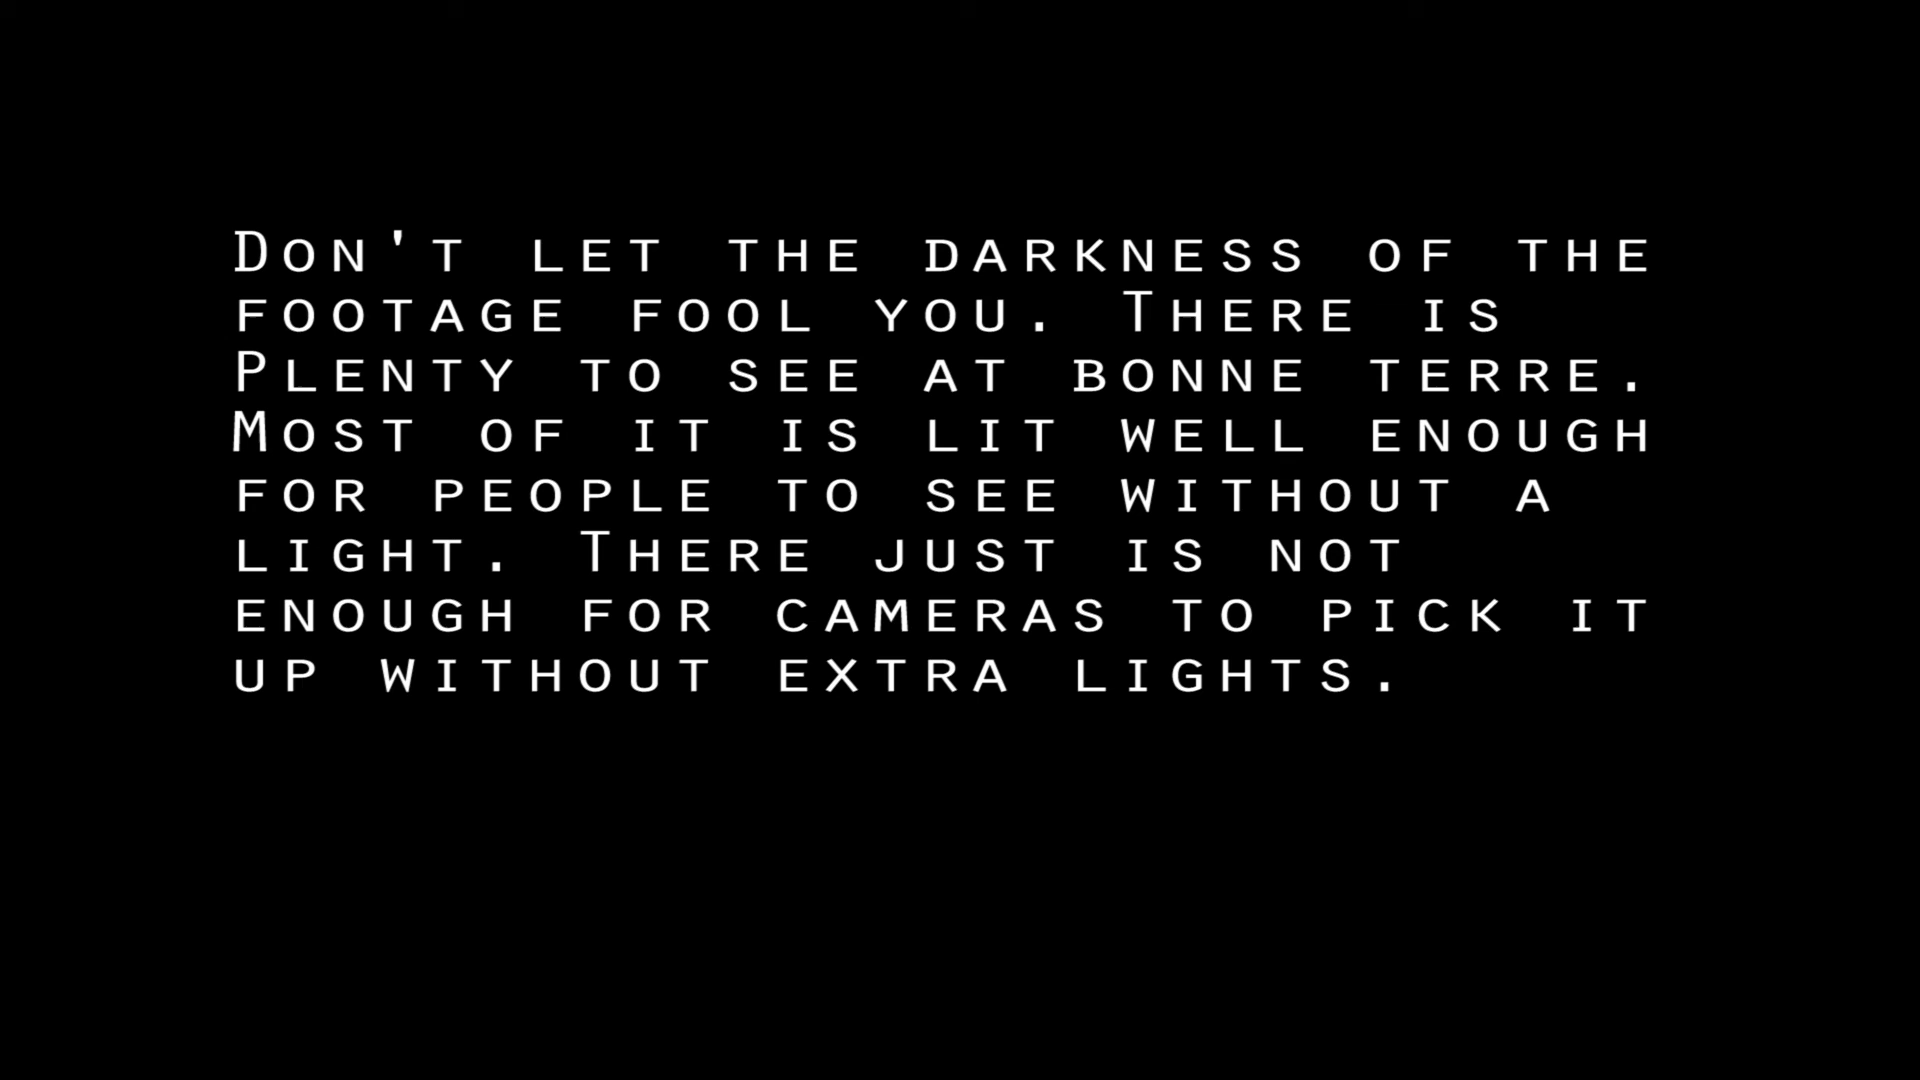 Don't let the darkness of the
footage fool you. There is
Plenty to see at bonne terre.
Most of it is lit well enough
for people to see without a
light. There just is not
enough for cameras to pick it
up without extra lights.